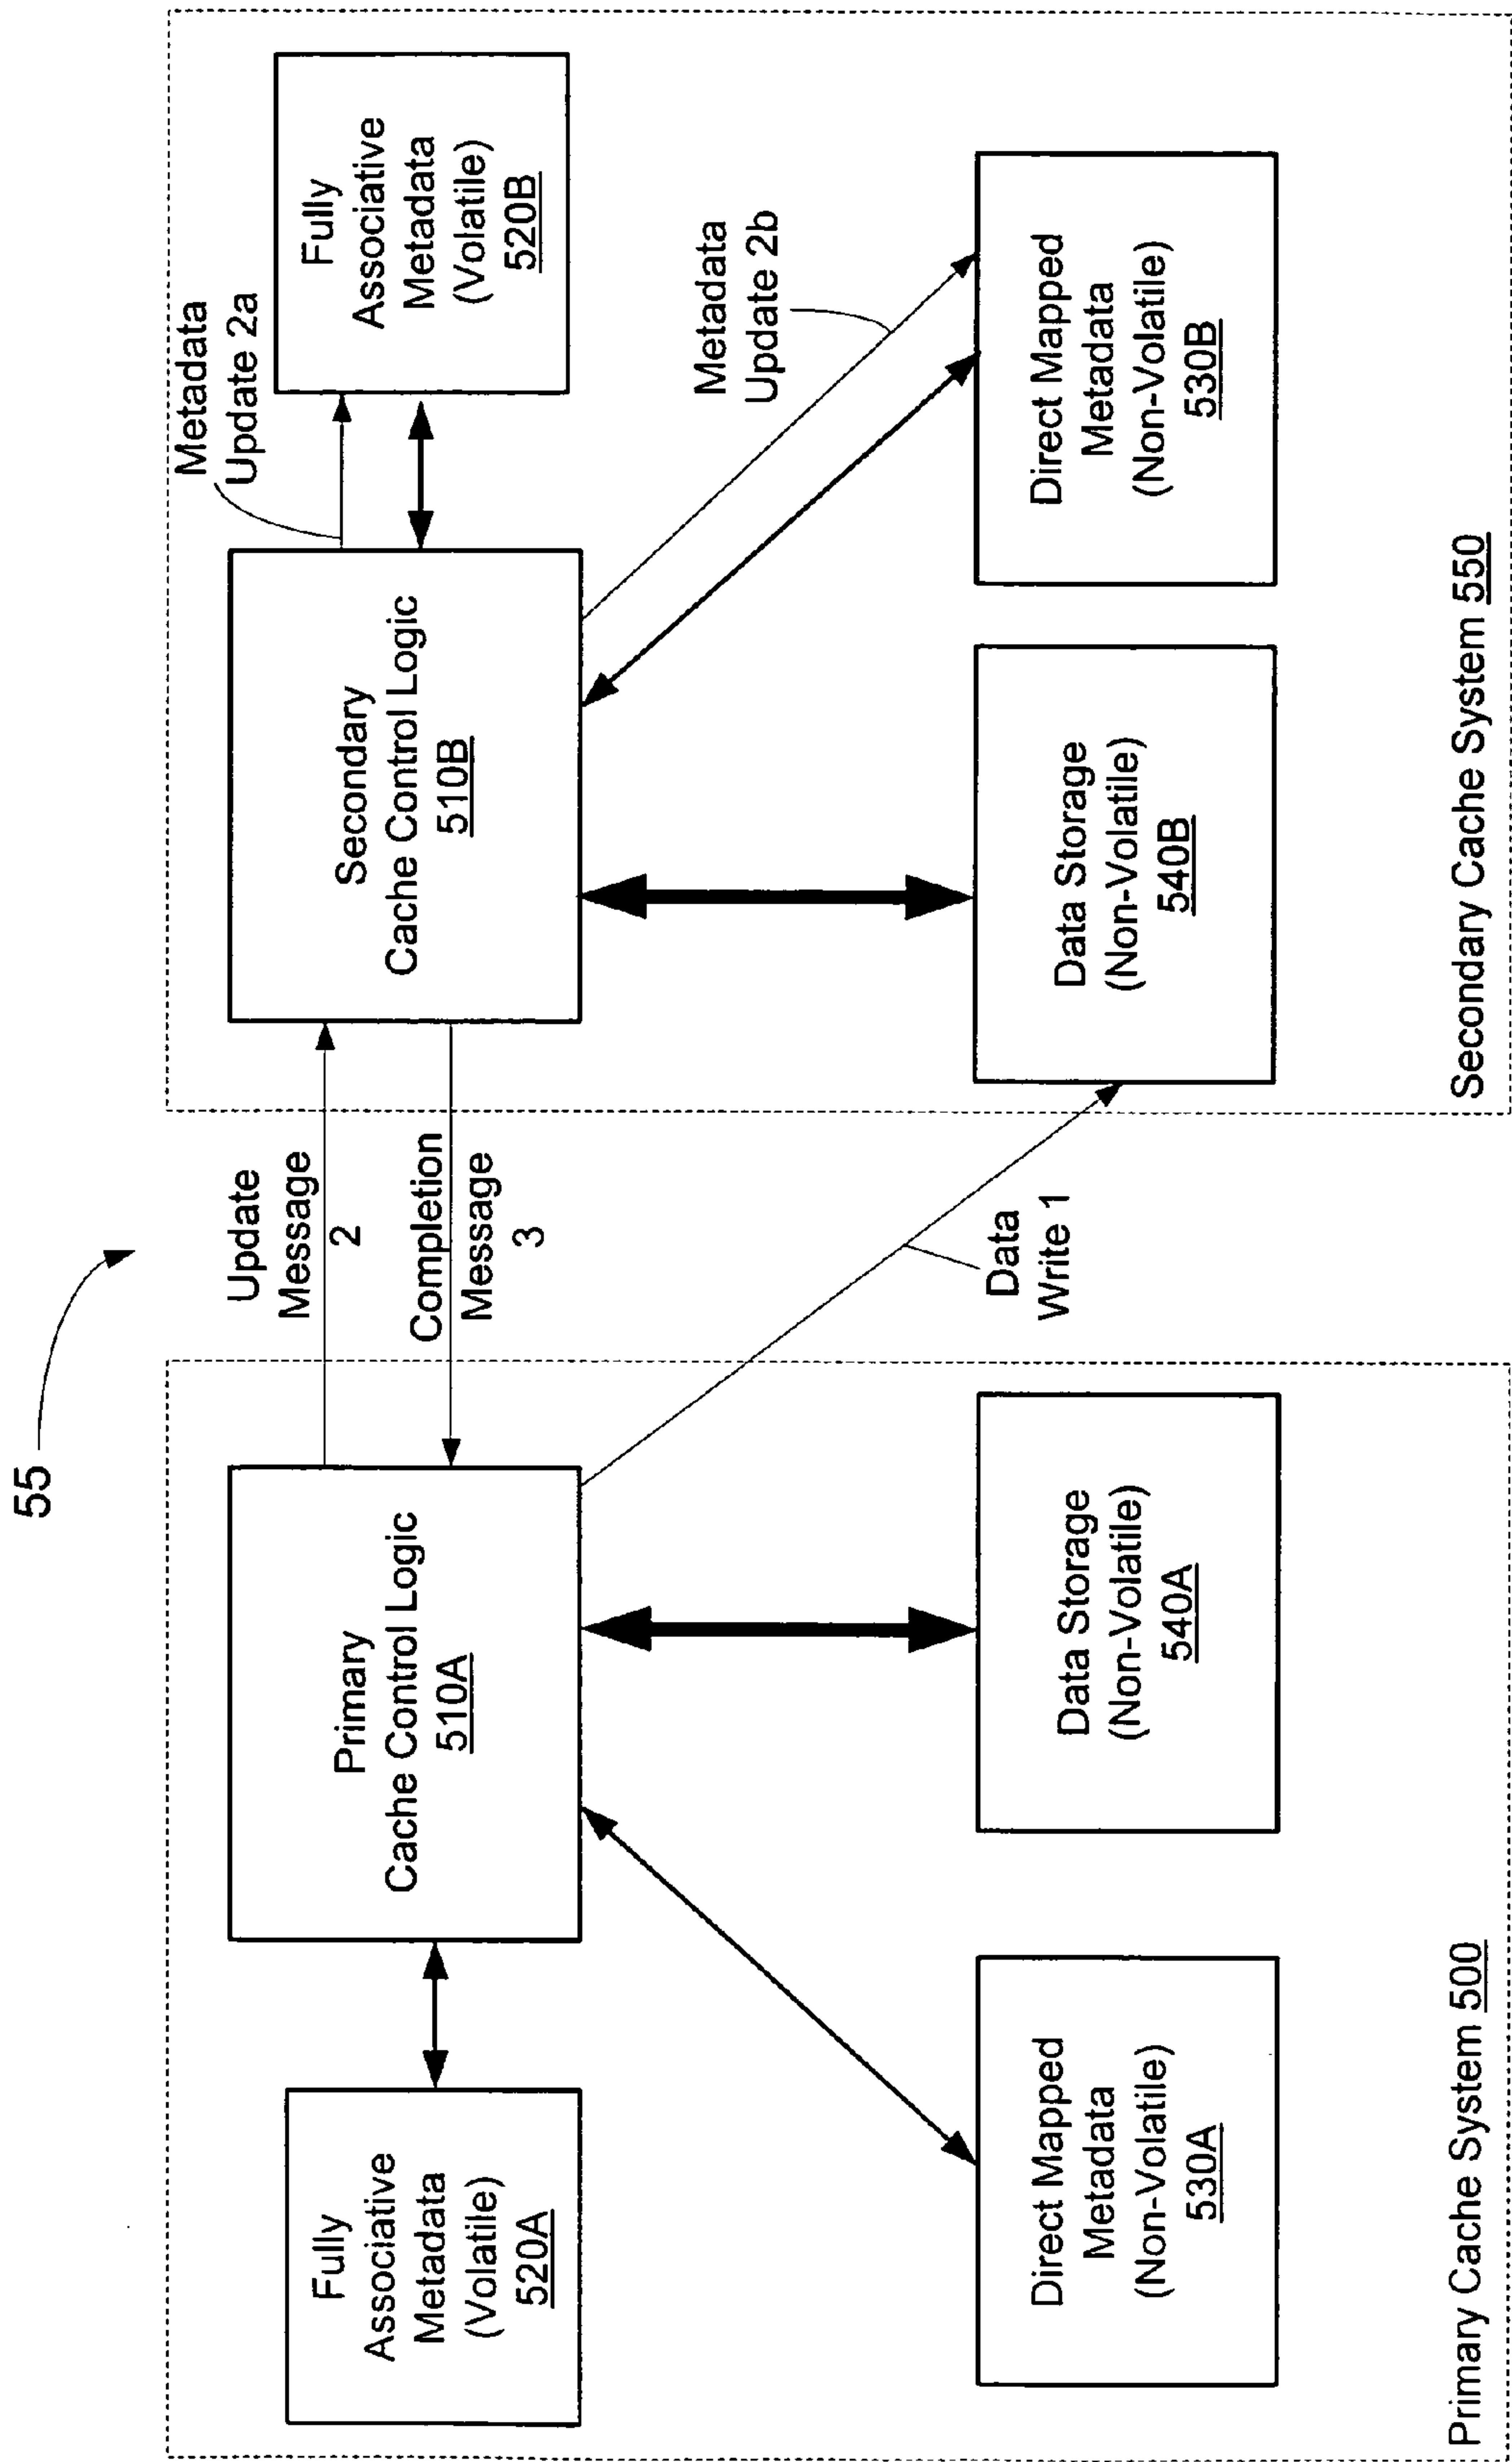 55
Fully
Associative
Metadata
(Volatile)
520A
Primary
Cache Control Logic
510A
Direct Mapped
Metadata
(Non-Volatile)
530A
Data Storage
(Non-Volatile)
540A
Primary Cache System 500
Update
Message
2
Completion
Message
3
Data
Write 1
Secondary
Cache Control Logic
510B
Metadata
Update 2a
Fully
Associative
Metadata
(Volatile)
520B
Metadata
Update 2b
Data Storage
(Non-Volatile)
540B
Direct Mapped
Metadata
(Non-Volatile)
530B
Secondary Cache System 550